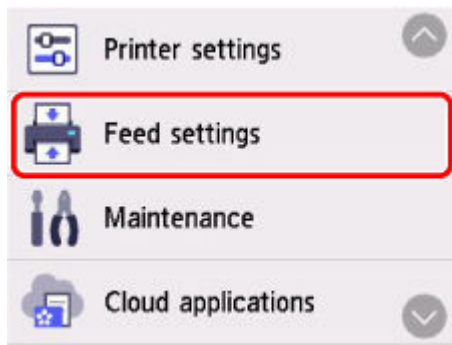 Printer settings
Feed settings
Maintenance
Cloud applications